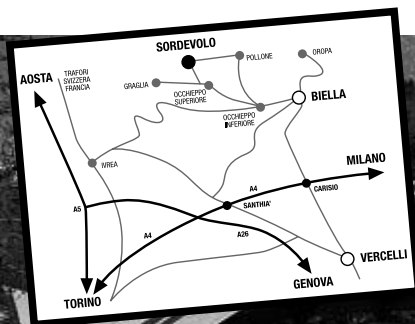 SORDEVOLO
POLLONE
OROPA
AOSTA
TRAFORI
SVIZZERA
FRANCIA
GRAGLIA
OCCHIEPPO
SUPERIORE
BIELLA
OCCHIEPPO
INFERIORE
IVREA
MILANO
A4
CARISIO
A5
SANTHIA'
A4
A26
VERCELLI
TORINO
GENOVA